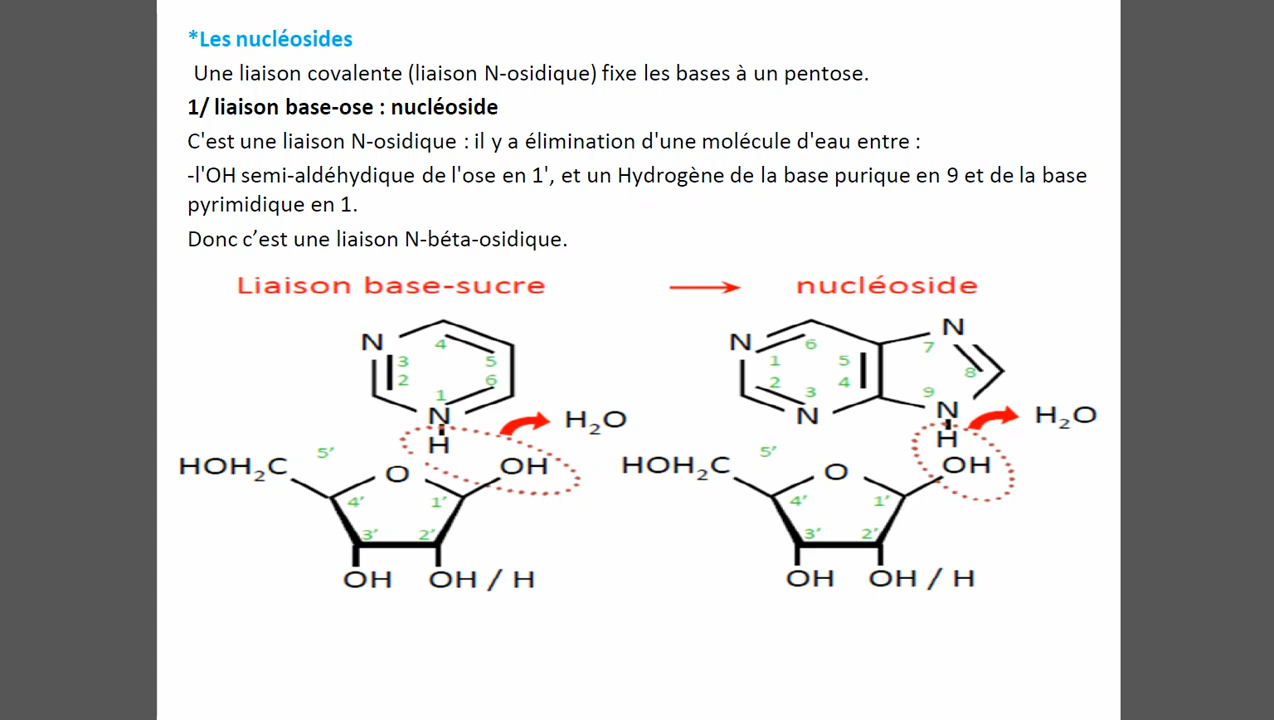 *Les nucléosides
Une liaison covalente (liaison N-osidique) fixe les bases à un pentose.
1/ liaison base-ose : nucléoside
C'est une liaison N-osidique : il y a élimination d'une molécule d'eau entre :
-l'OH semi-aldéhydique de l'ose en 1', et un Hydrogène de la base purique en 9 et de la base
pyrimidique en 1.
Donc c’est une liaison N-béta-osidique.
Liaison base-sucre → nucléoside
N 4 3 5 2 6 1 N H
H₂O
HOH₂C 5′ O OH
4′ 1′ 3′ 2′
OH OH / H
N 6 N 7 1 5 8 2 4 3 9 N N H
H₂O
HOH₂C 5′ O OH
4′ 1′ 3′ 2′
OH OH / H